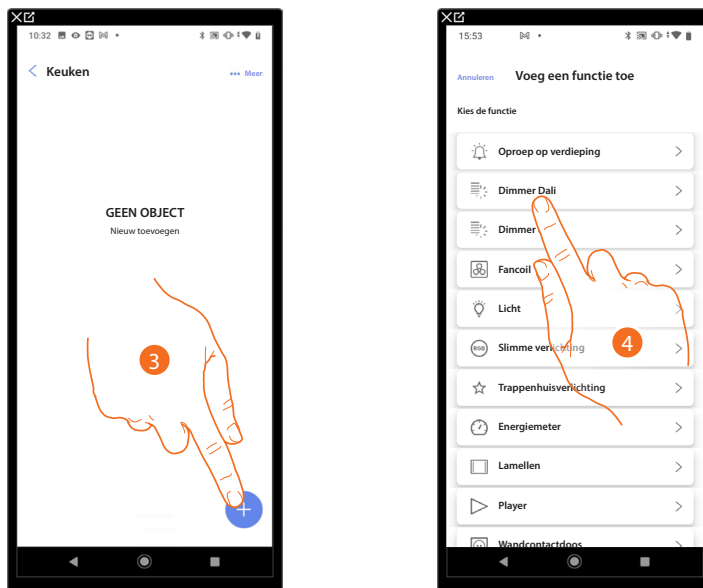 10:32
Keuken
••• Meer
GEEN OBJECT
Nieuw toevoegen
3
15:53
Annuleren Voeg een functie toe
Kies de functie
Oproep op verdieping
Dimmer Dali
Dimmer
Fancoil
Licht
RGB Slimme verlichting
4
Trappenhuisverlichting
Energiemeter
Lamellen
Player
Wandcontactdoos